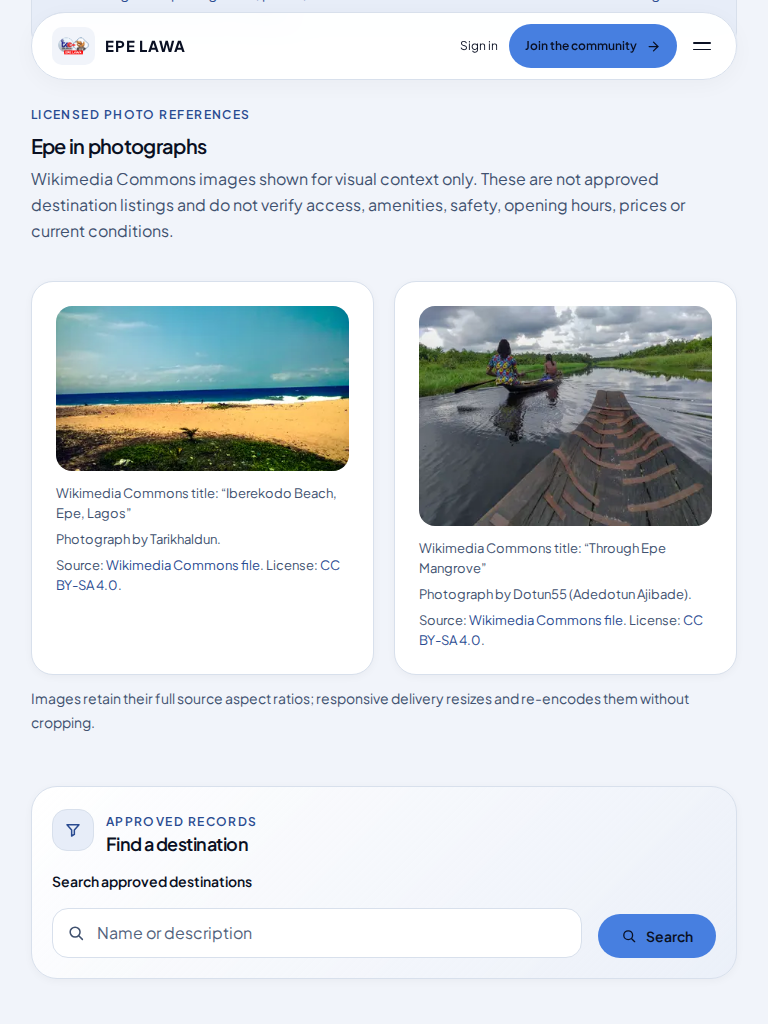 EPE LAWA
Sign in
Join the community
LICENSED PHOTO REFERENCES
Epe in photographs
Wikimedia Commons images shown for visual context only. These are not approved
destination listings and do not verify access, amenities, safety, opening hours, prices or
current conditions.
Wikimedia Commons title: “Iberekodo Beach,
Epe, Lagos”
Photograph by Tarikhaldun.
Source: Wikimedia Commons file. License: CC
BY-SA 4.0.
Wikimedia Commons title: “Through Epe
Mangrove”
Photograph by Dotun55 (Adedotun Ajibade).
Source: Wikimedia Commons file. License: CC
BY-SA 4.0.
Images retain their full source aspect ratios; responsive delivery resizes and re-encodes them without
cropping.
APPROVED RECORDS
Find a destination
Search approved destinations
Name or description
Search